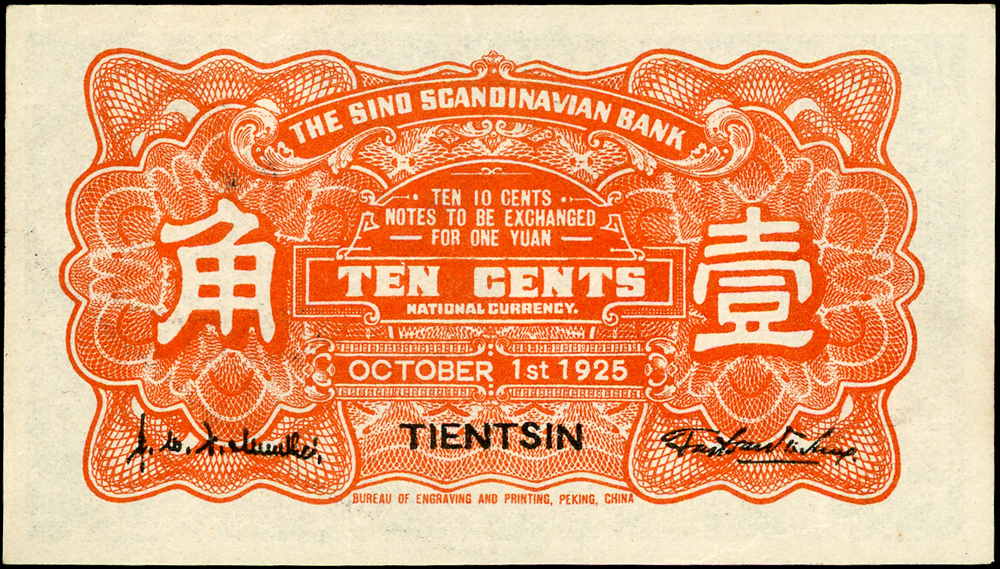 THE SINO SCANDINAVIAN BANK
TEN 10 CENTS
NOTES TO BE EXCHANGED
FOR ONE YUAN
角
壹
TEN CENTS
NATIONAL CURRENCY.
OCTOBER 1st 1925
TIENTSIN
BUREAU OF ENGRAVING AND PRINTING, PEKING, CHINA